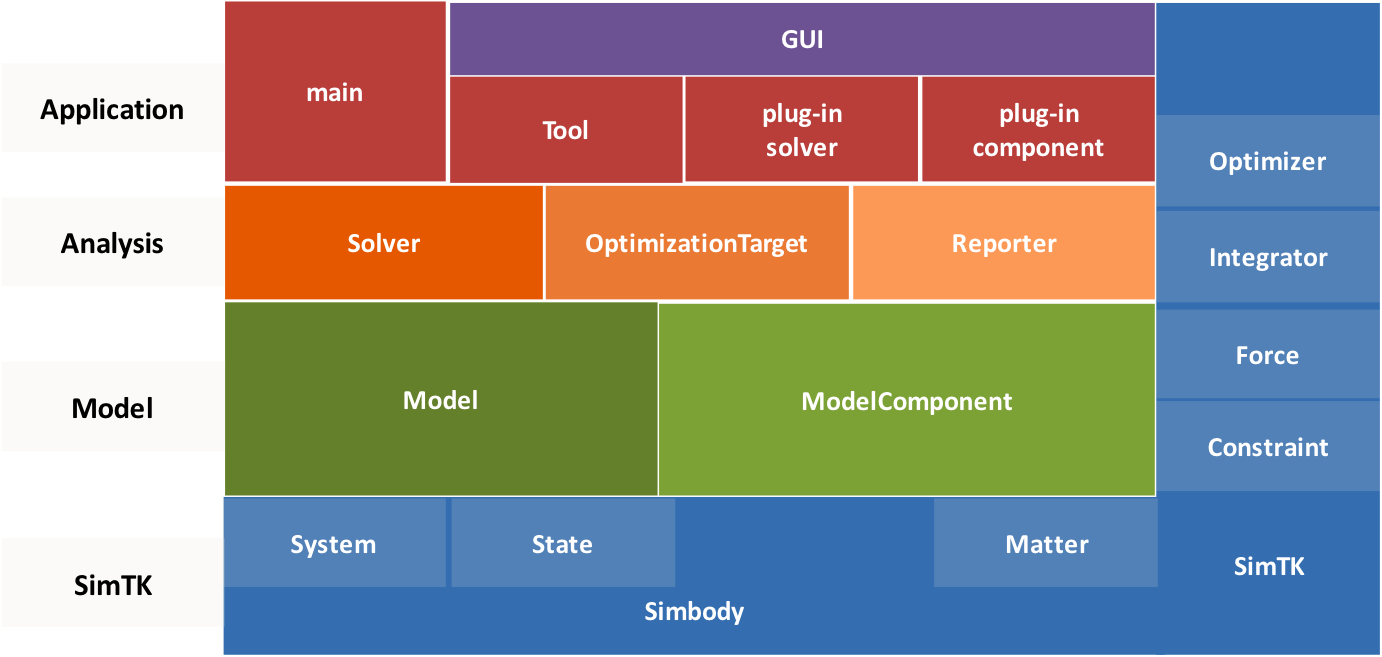 GUI
main
Application
Tool
plug-in
solver
plug-in
component
Optimizer
Analysis
Solver
OptimizationTarget
Reporter
Integrator
Force
Model
Model
ModelComponent
Constraint
System
State
Matter
SimTK
SimTK
Simbody